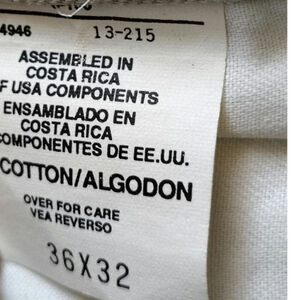 4946 13-215
ASSEMBLED IN
COSTA RICA
F USA COMPONENTS
ENSAMBLADO EN
COSTA RICA
COMPONENTES DE EE.UU.
COTTON/ALGODON
OVER FOR CARE
VEA REVERSO
36X32